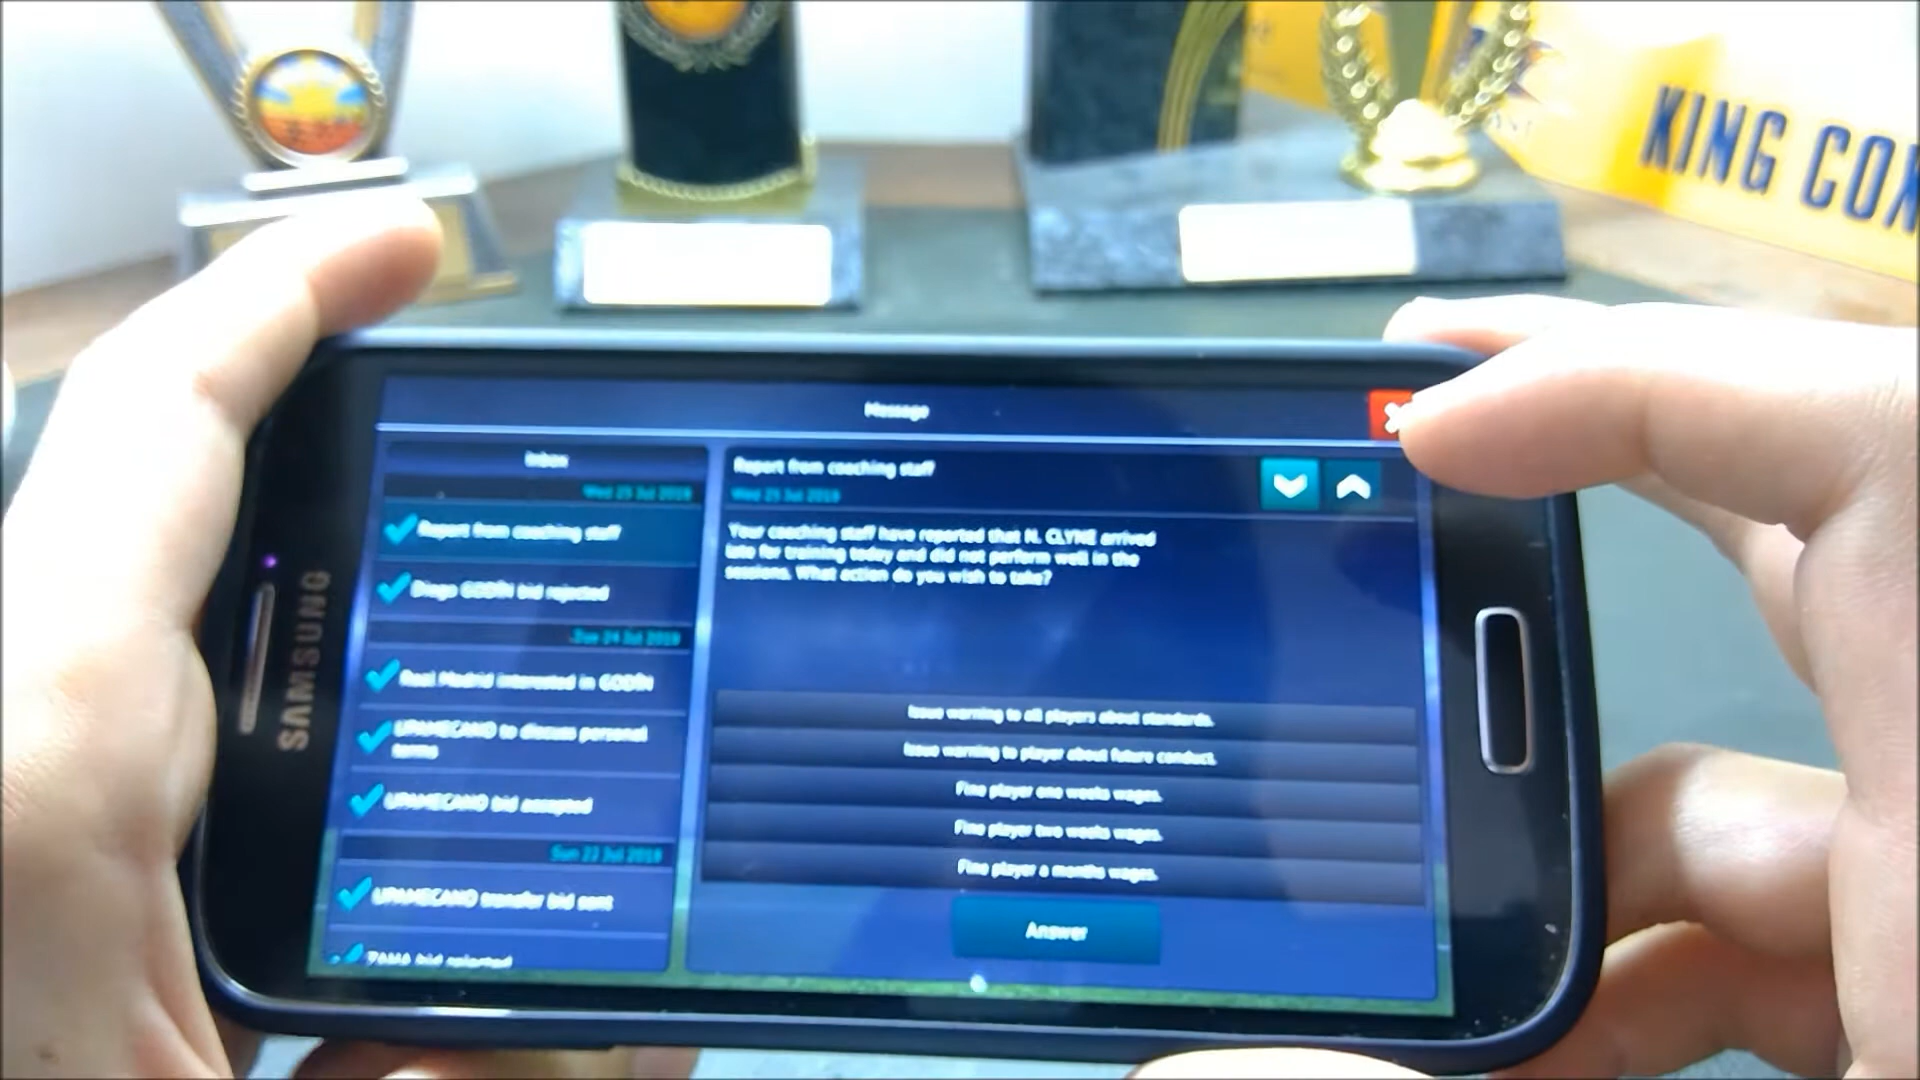 KING CON
SAMSUNG
Message
Inbox
Wed 25 Jul 2018
Report from coaching staff
Diego GODÍN bid rejected
Tue 24 Jul 2018
Real Madrid interested in GODÍN
UPAMECANO to discuss personal
terms
UPAMECANO bid accepted
Sun 22 Jul 2018
UPAMECANO transfer bid sent
bid rejected
Report from coaching staff
Wed 25 Jul 2018
Your coaching staff have reported that N. CLYNE arrived
late for training today and did not perform well in the
sessions. What action do you wish to take?
Issue warning to all players about standards.
Issue warning to player about future conduct.
Fine player one weeks wages.
Fine player two weeks wages.
Fine player a months wages.
Answer